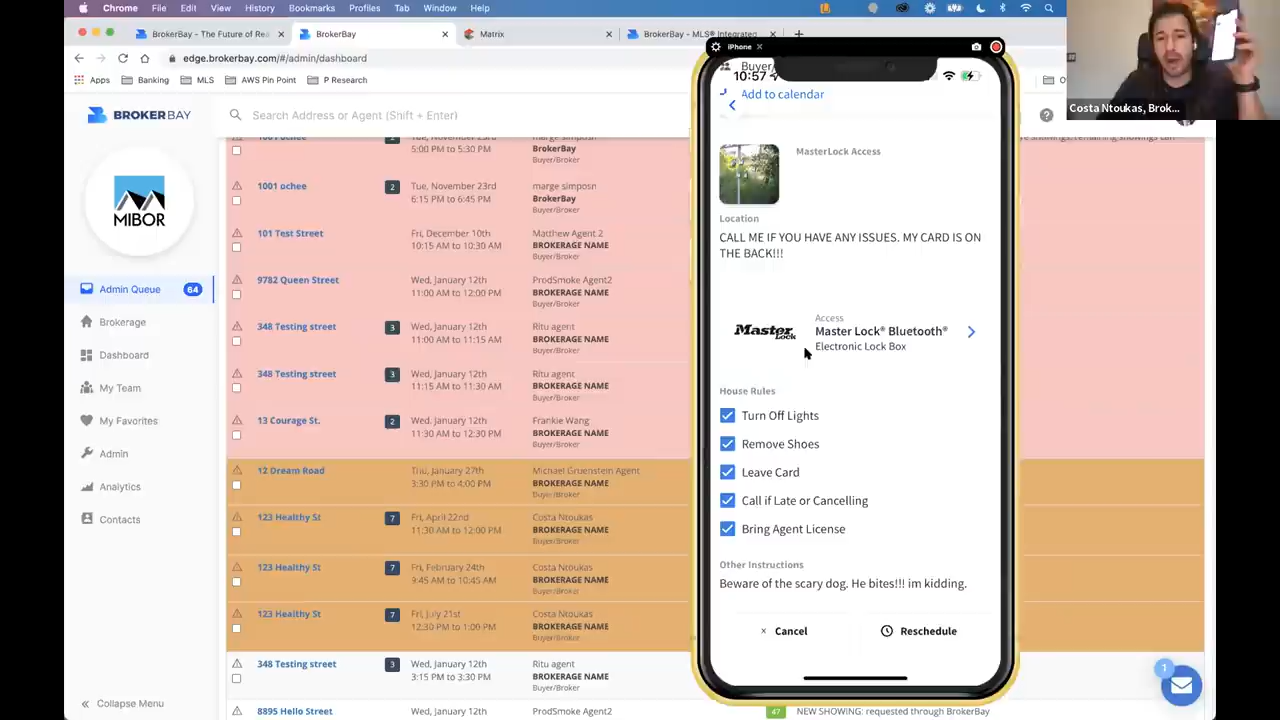 Chrome File Edit View History Bookmarks Profiles Tab Window Help
BrokerBay - The Future of Rea
BrokerBay
Matrix
BrokerBay - MLS® Integrated
edge.brokerbay.com/#/admin/dashboard
Apps
Banking
MLS
AWS Pin Point
P Research
BROKERBAY
Search Address or Agent (Shift + Enter)
MIBOR
Admin Queue 64
Brokerage
Dashboard
My Team
My Favorites
Admin
Analytics
Contacts
Collapse Menu
2
5:00 PM to 5:30 PM
marge simposn
BrokerBay
Buyer/Broker
1001 ochee
2
Tue, November 23rd
6:15 PM to 6:45 PM
marge simposn
BrokerBay
Buyer/Broker
101 Test Street
Fri, December 10th
10:15 AM to 10:30 AM
Matthew Agent 2
BROKERAGE NAME
Buyer/Broker
9782 Queen Street
Wed, January 12th
11:00 AM to 12:00 PM
ProdSmoke Agent2
BROKERAGE NAME
Buyer/Broker
348 Testing street
3
Wed, January 12th
11:00 AM to 11:15 AM
Ritu agent
BROKERAGE NAME
Buyer/Broker
348 Testing street
3
Wed, January 12th
11:15 AM to 11:30 AM
Ritu agent
BROKERAGE NAME
Buyer/Broker
13 Courage St.
2
Wed, January 12th
11:30 AM to 12:30 PM
Frankie Wang
BROKERAGE NAME
Buyer/Broker
12 Dream Road
Thu, January 27th
3:30 PM to 4:00 PM
Michael Gruenstein Agent
BROKERAGE NAME
Buyer/Broker
123 Healthy St
7
Fri, April 22nd
11:30 AM to 12:00 PM
Costa Ntoukas
BROKERAGE NAME
Buyer/Broker
123 Healthy St
7
Fri, February 24th
9:45 AM to 10:45 AM
Costa Ntoukas
BROKERAGE NAME
Buyer/Broker
123 Healthy St
7
Fri, July 21st
12:30 PM to 1:00 PM
Costa Ntoukas
BROKERAGE NAME
Buyer/Broker
348 Testing street
3
Wed, January 12th
3:15 PM to 3:30 PM
Ritu agent
BROKERAGE NAME
Buyer/Broker
8895 Hello Street
Wed, January 12th
ProdSmoke Agent2
47
NEW SHOWING: requested through BrokerBay
iPhone
10:57
Add to calendar
MasterLock Access
Location
CALL ME IF YOU HAVE ANY ISSUES. MY CARD IS ON
THE BACK!!!
Master Lock
Access
Master Lock® Bluetooth®
Electronic Lock Box
House Rules
Turn Off Lights
Remove Shoes
Leave Card
Call if Late or Cancelling
Bring Agent License
Other Instructions
Beware of the scary dog. He bites!!! im kidding.
Cancel
Reschedule
Costa Ntoukas, Brok...
1